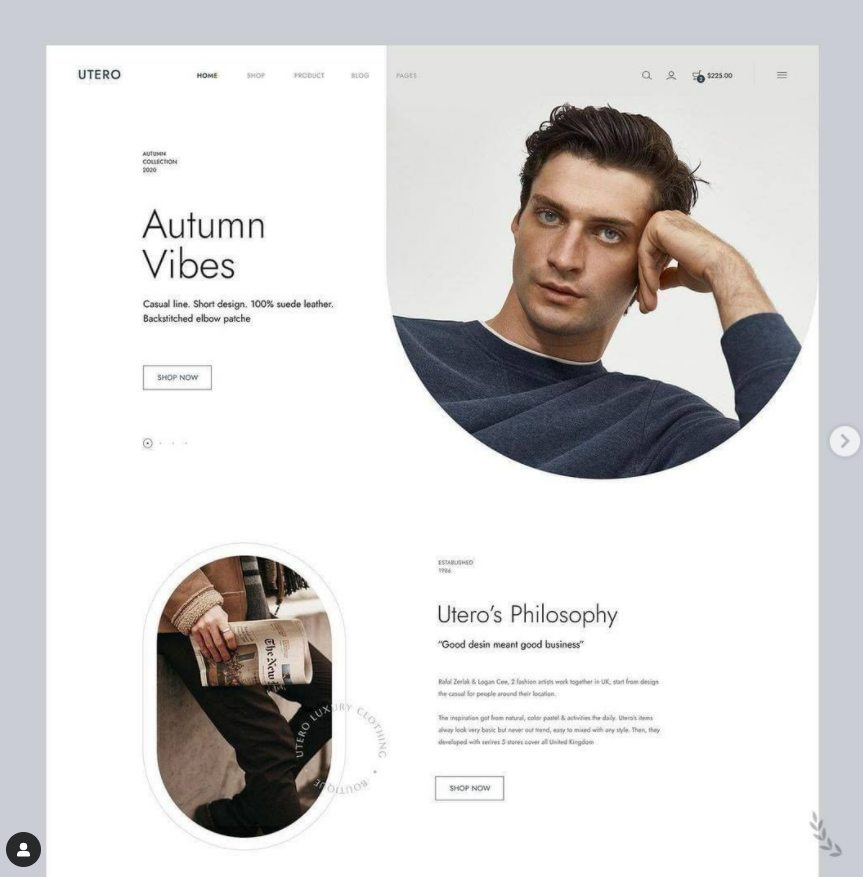 UTERO
HOME
SHOP
PRODUCT
BLOG
PAGES
2
$225.00
AUTUMN
COLLECTION
2020
Autumn
Vibes
Casual line. Short design. 100% suede leather.
Backstitched elbow patche
SHOP NOW
The New
UTERO LUXURY CLOTHING
BOUTIQUE
ESTABLISHED
1986
Utero's Philosophy
“Good desin meant good business”
Rafal Zerlak & Logan Cew, 2 fashion artists work together in UK, start from design
the casual for people around their location.
The inspiration got from natural, color pastel & activities the daily. Utero's items
alway look very basic but never out trend, easy to mixed with any style. Then, they
developed with serires 5 stores cover all United Kingdom
SHOP NOW